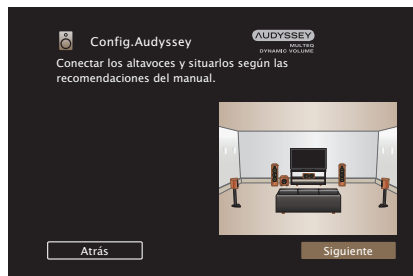 Config.Audyssey
AUDYSSEY
MULTEQ
DYNAMIC VOLUME
Conectar los altavoces y situarlos según las
recomendaciones del manual.
Atrás
Siguiente